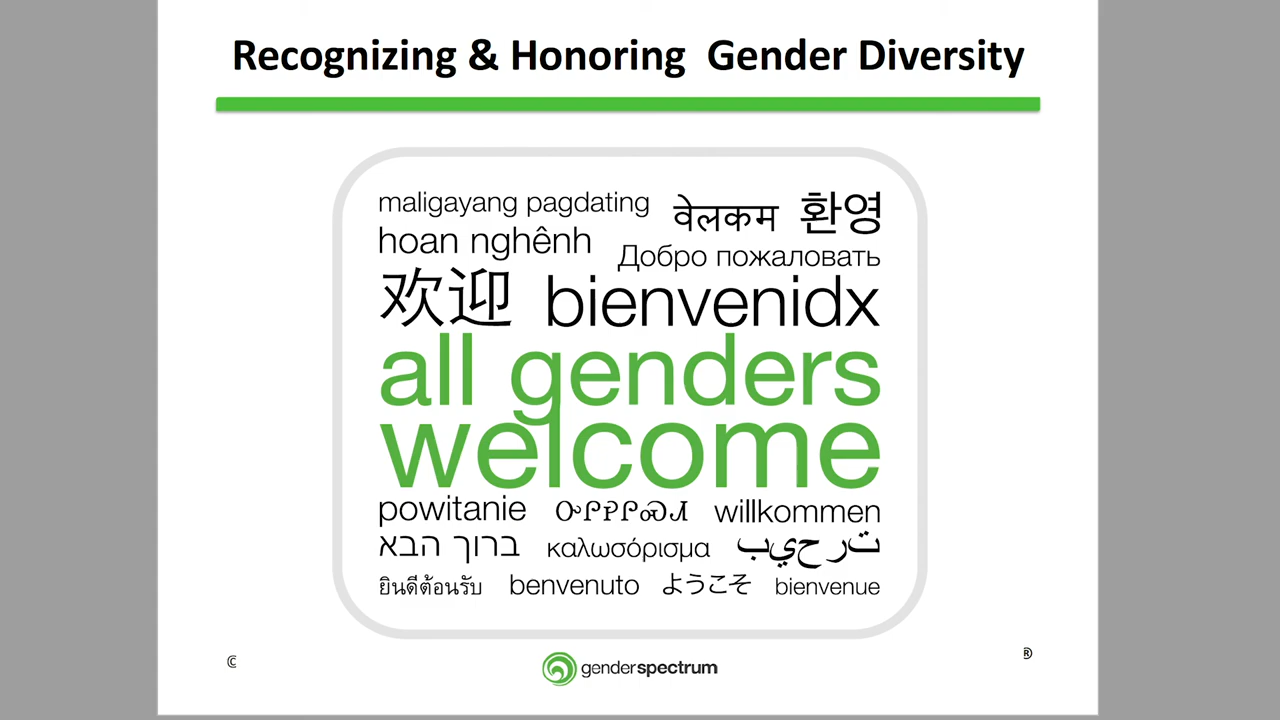 Recognizing & Honoring Gender Diversity
maligayang pagdating
वेलकम
환영
hoan nghênh
Добро пожаловать
欢迎
bienvenidx
all genders
welcome
powitanie
ᎤᎵᎮᎵᏍᏗ
willkommen
ברוך הבא
καλωσόρισμα
ترحيب
ยินดีต้อนรับ
benvenuto
ようこそ
bienvenue
©
genderspectrum
®